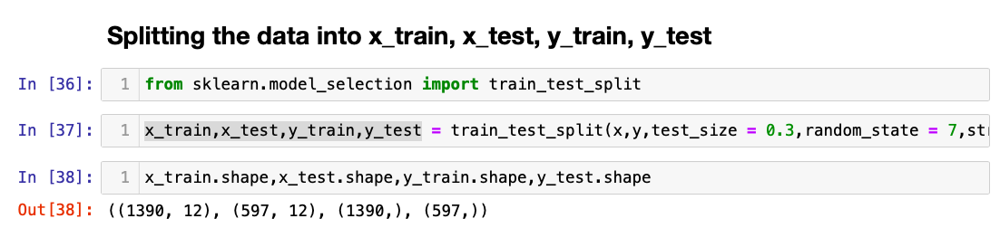 Splitting the data into x_train, x_test, y_train, y_test
In [36]: 1 from sklearn.model_selection import train_test_split
In [37]: 1 x_train,x_test,y_train,y_test = train_test_split(x,y,test_size = 0.3,random_state = 7,str
In [38]: 1 x_train.shape,x_test.shape,y_train.shape,y_test.shape
Out[38]: ((1390, 12), (597, 12), (1390,), (597,))